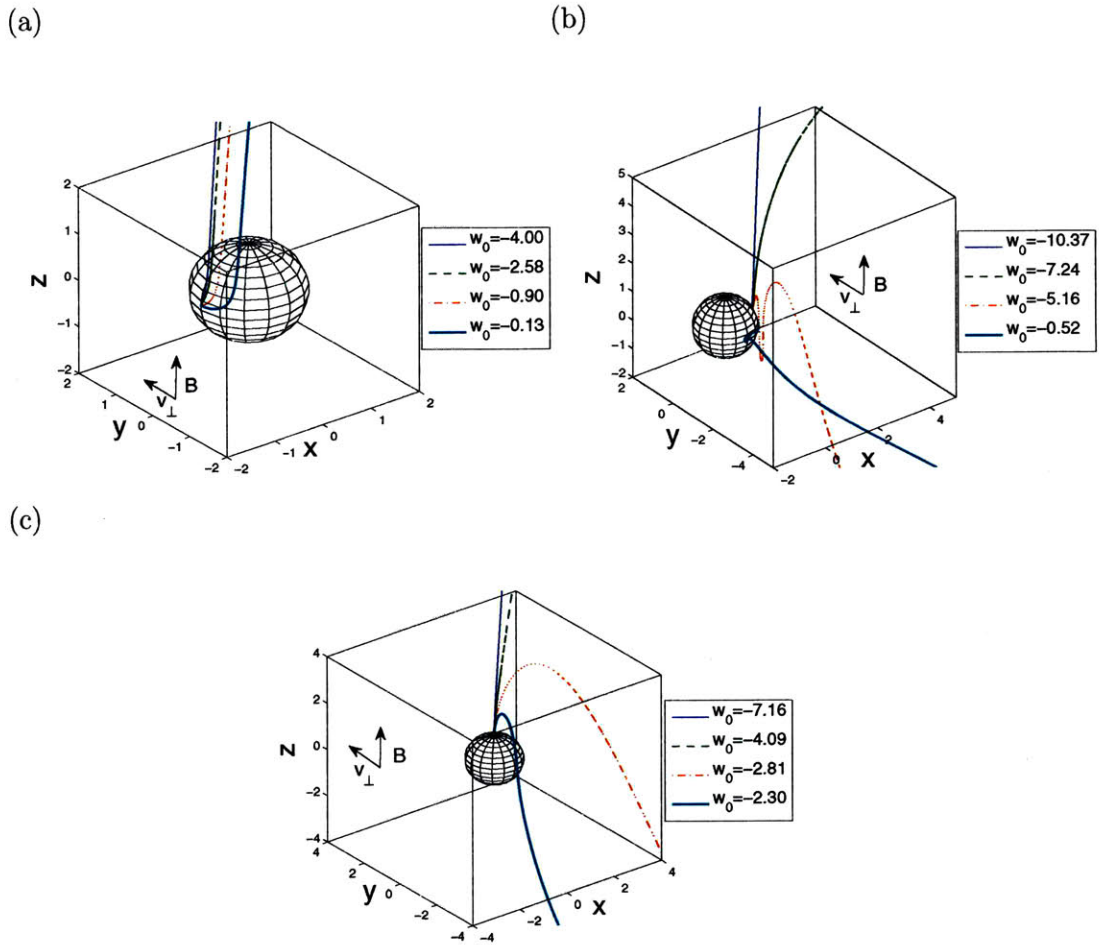 (a)
2
1
0
−1
−2
z
2
1
0
−1
−2
y
−2
−1
0
1
2
x
B
v⊥
w₀=−4.00
w₀=−2.58
w₀=−0.90
w₀=−0.13
(b)
5
4
3
2
1
0
−1
−2
z
2
0
−2
−4
y
−2
0
2
4
x
B
v⊥
w₀=−10.37
w₀=−7.24
w₀=−5.16
w₀=−0.52
(c)
4
2
0
−2
−4
z
4
2
0
−2
−4
y
−4
−2
0
2
4
x
B
v⊥
w₀=−7.16
w₀=−4.09
w₀=−2.81
w₀=−2.30